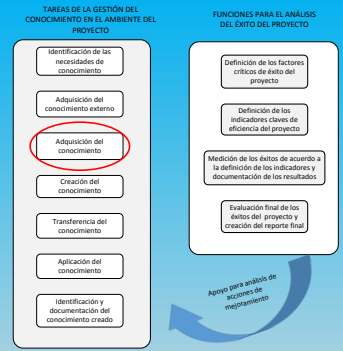 TAREAS DE LA GESTIÓN DEL
CONOCIMIENTO EN EL AMBIENTE DEL
PROYECTO
Identificación de las
necesidades de
conocimiento
Adquisición del
conocimiento externo
Adquisición del
conocimiento
Creación del
conocimiento
Transferencia del
conocimiento
Aplicación del
conocimiento
Identificación y
documentación del
conocimiento creado
FUNCIONES PARA EL ANÁLISIS
DEL ÉXITO DEL PROYECTO
Definición de los factores
críticos de éxito del
proyecto
Definición de los
indicadores claves de
eficiencia del proyecto
Medición de los éxitos de acuerdo a
la definición de los indicadores y
documentación de los resultados
Evaluación final de los
éxitos del proyecto y
creación del reporte final
Apoyo para análisis de
acciones de
mejoramiento